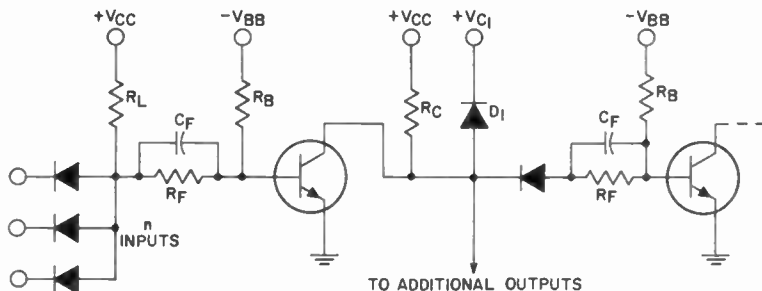 +VCC
-VBB
+VCC
+VC1
-VBB
RL
CF
RB
RC
D1
RB
CF
RF
RF
n
INPUTS
TO ADDITIONAL OUTPUTS